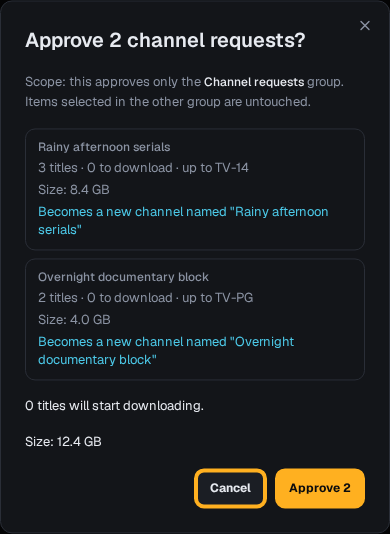 Approve 2 channel requests?
Scope: this approves only the Channel requests group.
Items selected in the other group are untouched.
Rainy afternoon serials
3 titles · 0 to download · up to TV-14
Size: 8.4 GB
Becomes a new channel named "Rainy afternoon
serials"
Overnight documentary block
2 titles · 0 to download · up to TV-PG
Size: 4.0 GB
Becomes a new channel named "Overnight
documentary block"
0 titles will start downloading.
Size: 12.4 GB
Cancel Approve 2